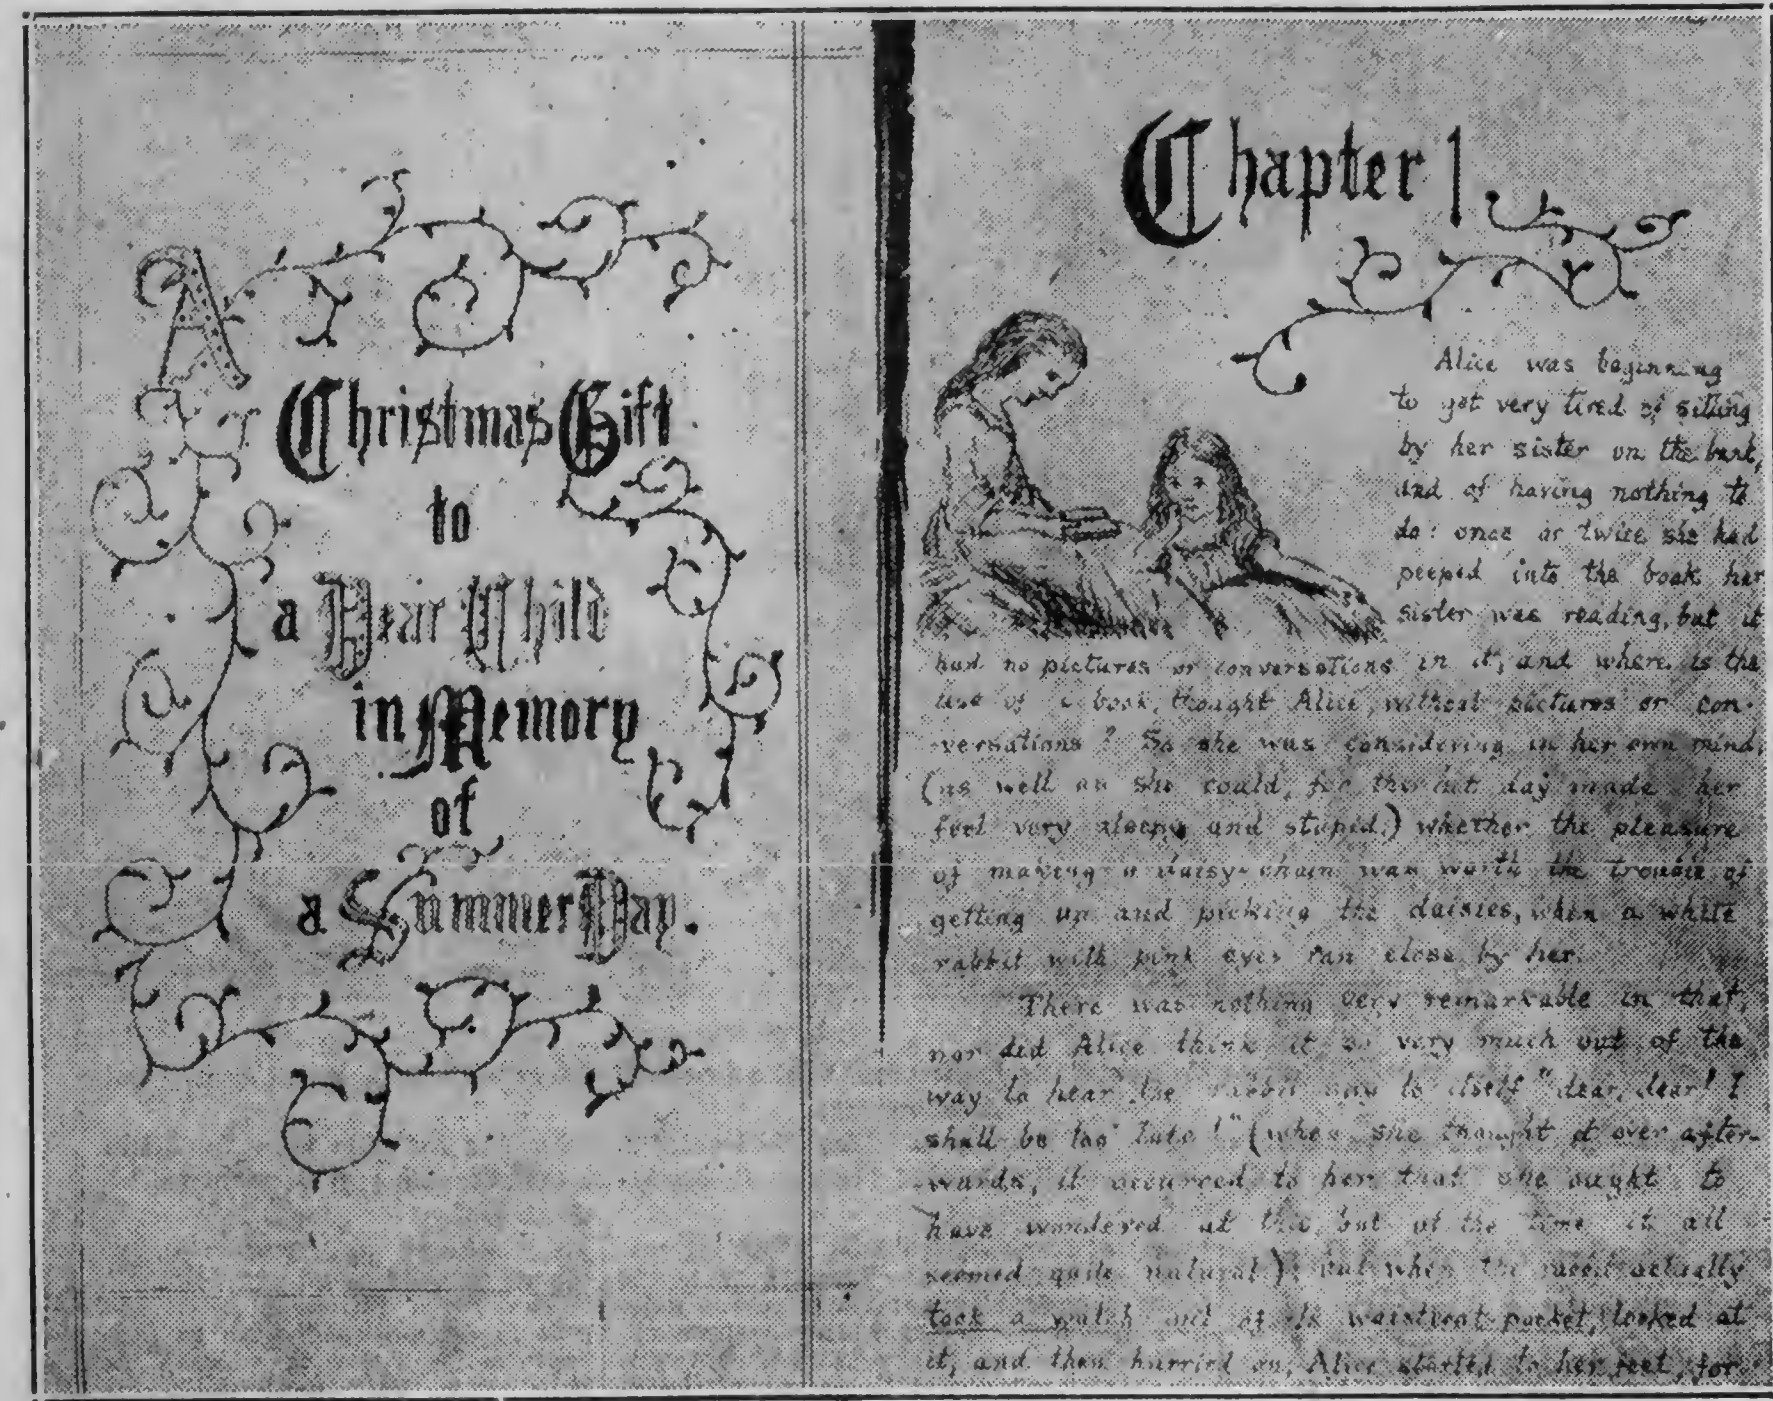 A
Christmas Gift
to
a Dear Child
in Memory
of
a Summer Day.
Chapter 1
Alice was beginning
to get very tired of sitting
by her sister on the bank,
and of having nothing to
do: once or twice she had
peeped into the book her
sister was reading, but it
had no pictures or conversations in it, and where is the
use of a book, thought Alice, without pictures or con-
-versations? So she was considering in her own mind,
(as well as she could, for the hot day made her
feel very sleepy and stupid,) whether the pleasure
of making a daisy-chain was worth the trouble of
getting up and picking the daisies, when a white
rabbit with pink eyes ran close by her.
There was nothing very remarkable in that,
nor did Alice think it so very much out of the
way to hear the rabbit say to itself "dear, dear! I
shall be too late!" (when she thought it over after-
-wards, it occurred to her that she ought to
have wondered at this, but at the time it all
seemed quite natural); but when the rabbit actually
took a watch out of its waistcoat-pocket, looked at
it, and then hurried on, Alice started to her feet, for